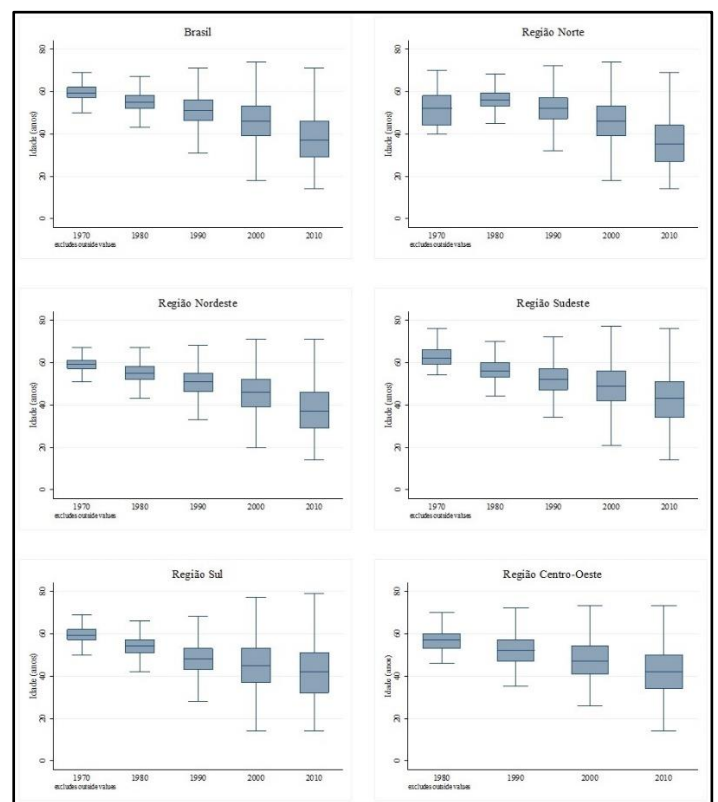 Brasil
Idade (anos)
80
60
40
20
0
1970 1980 1990 2000 2010
excludes outside values
Região Norte
Idade (anos)
80
60
40
20
0
1970 1980 1990 2000 2010
excludes outside values
Região Nordeste
Idade (anos)
80
60
40
20
0
1970 1980 1990 2000 2010
excludes outside values
Região Sudeste
Idade (anos)
80
60
40
20
0
1970 1980 1990 2000 2010
excludes outside values
Região Sul
Idade (anos)
80
60
40
20
0
1970 1980 1990 2000 2010
excludes outside values
Região Centro-Oeste
Idade (anos)
80
60
40
20
0
1980 1990 2000 2010
excludes outside values